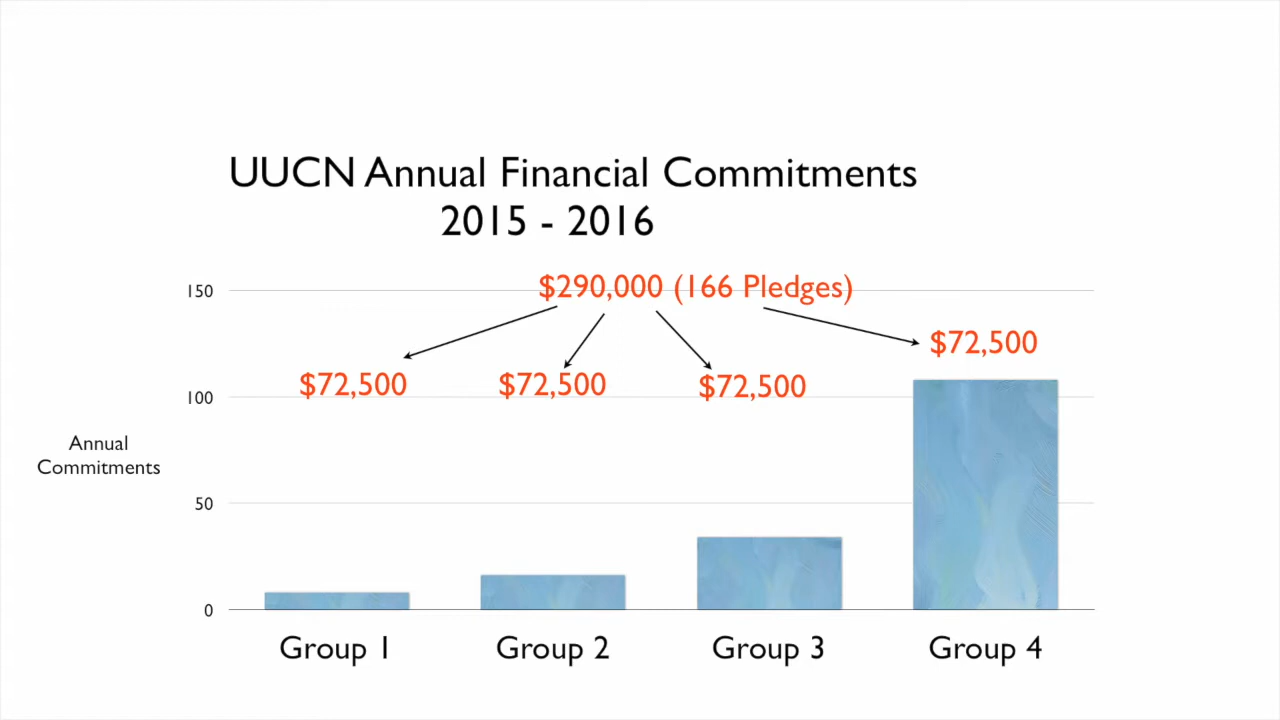 UUCN Annual Financial Commitments
2015 - 2016
$290,000 (166 Pledges)
150
$72,500
$72,500
$72,500
$72,500
100
Annual
Commitments
50
0
Group 1
Group 2
Group 3
Group 4